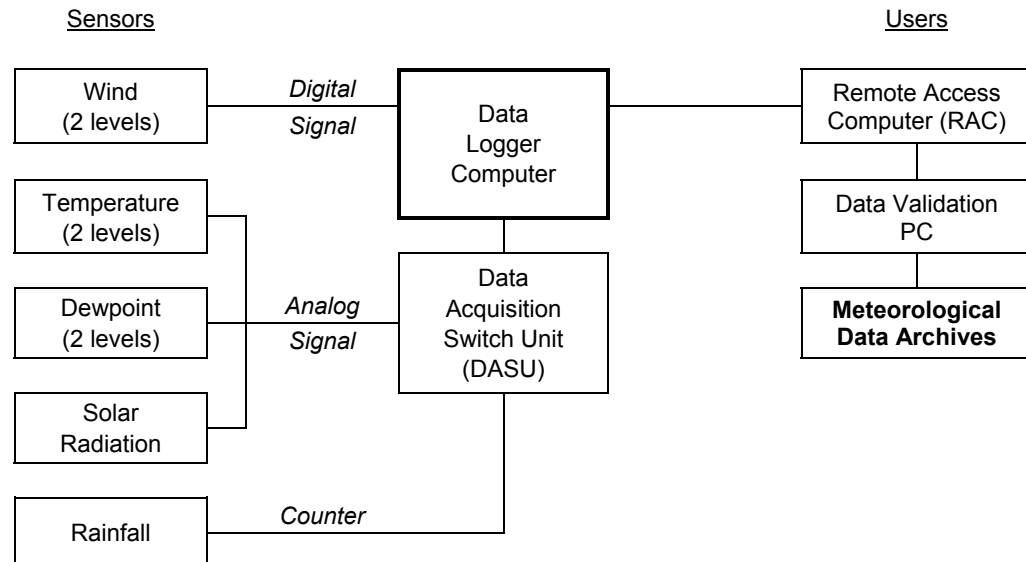 Sensors
Users
Wind
(2 levels)
Digital
Signal
Data
Logger
Computer
Remote Access
Computer (RAC)
Temperature
(2 levels)
Data Validation
PC
Dewpoint
(2 levels)
Analog
Signal
Data
Acquisition
Switch Unit
(DASU)
Meteorological
Data Archives
Solar
Radiation
Rainfall
Counter